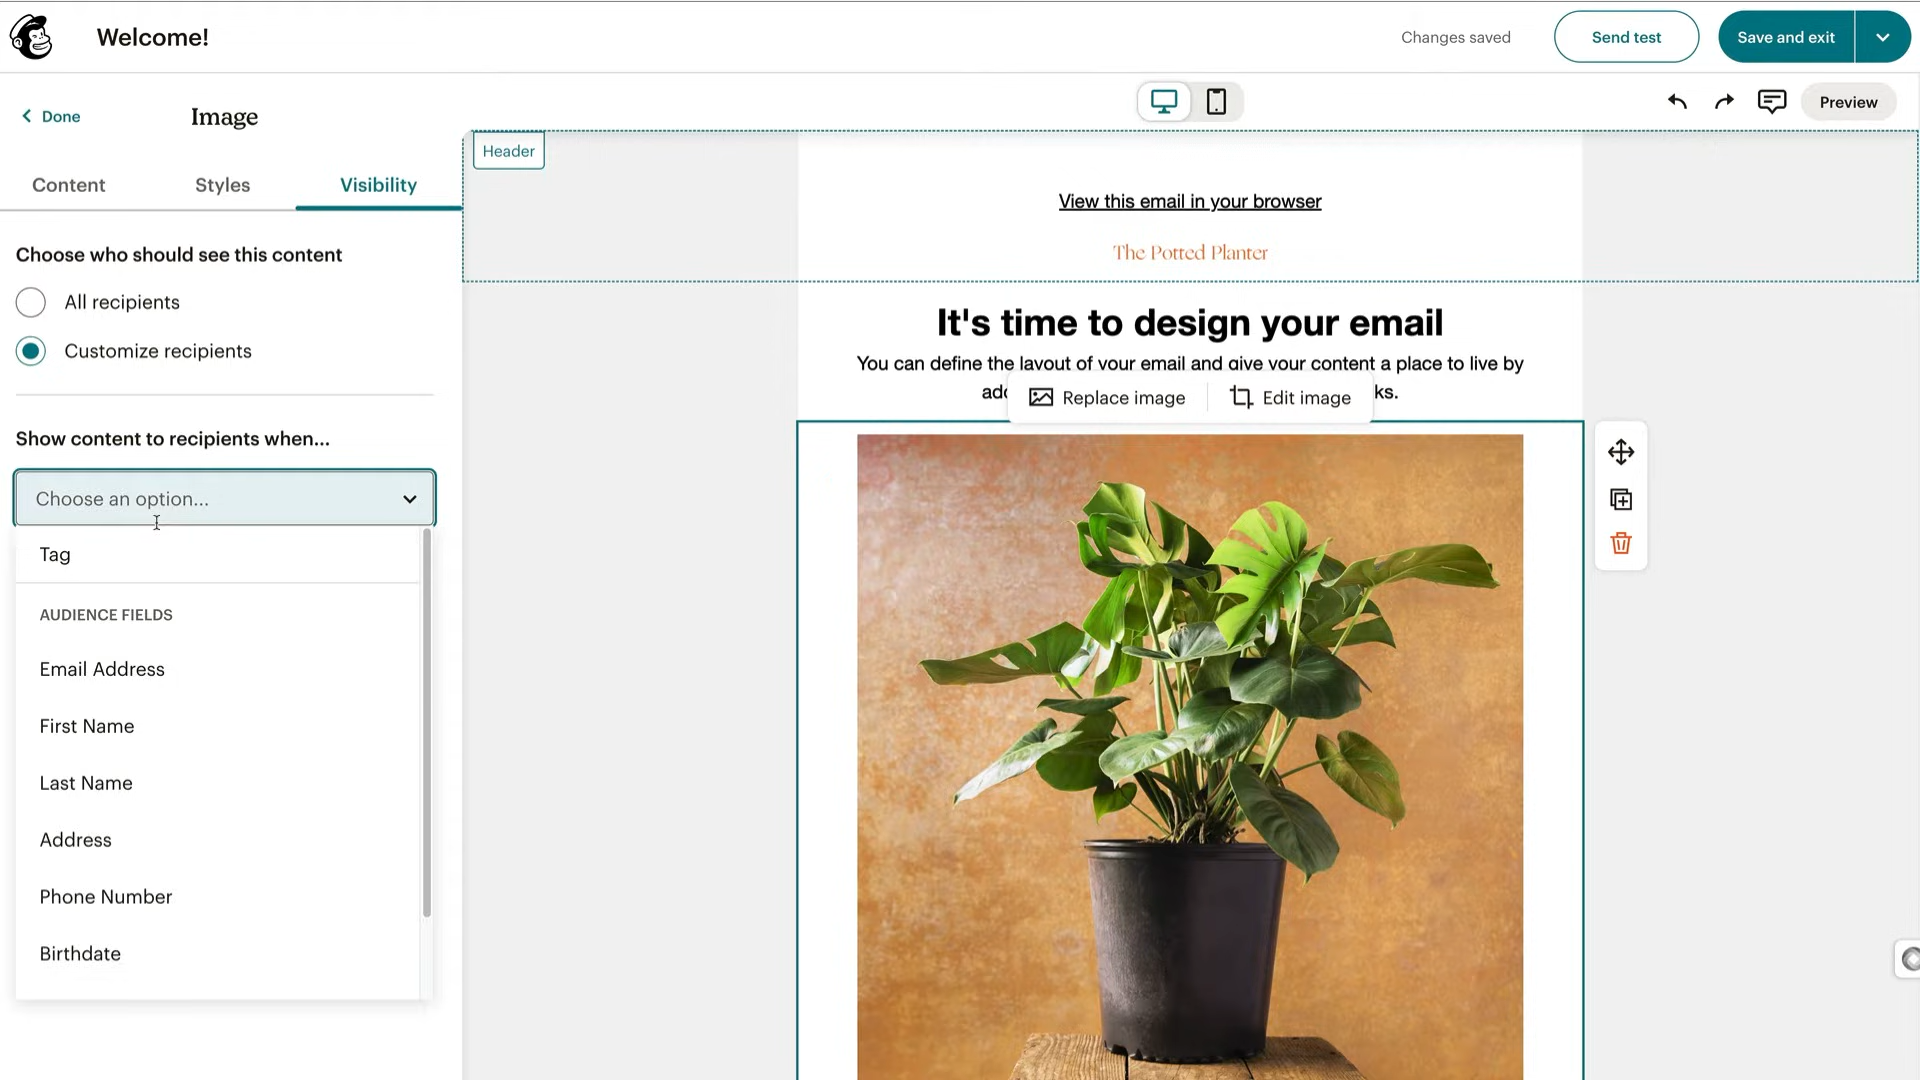 Welcome!
Changes saved
Send test
Save and exit
Done
Image
Preview
Content
Styles
Visibility
Header
View this email in your browser
The Potted Planter
Choose who should see this content
All recipients
Customize recipients
It's time to design your email
You can define the layout of your email and give your content a place to live by
Replace image
Edit image
ks.
Show content to recipients when...
Choose an option...
Tag
AUDIENCE FIELDS
Email Address
First Name
Last Name
Address
Phone Number
Birthdate